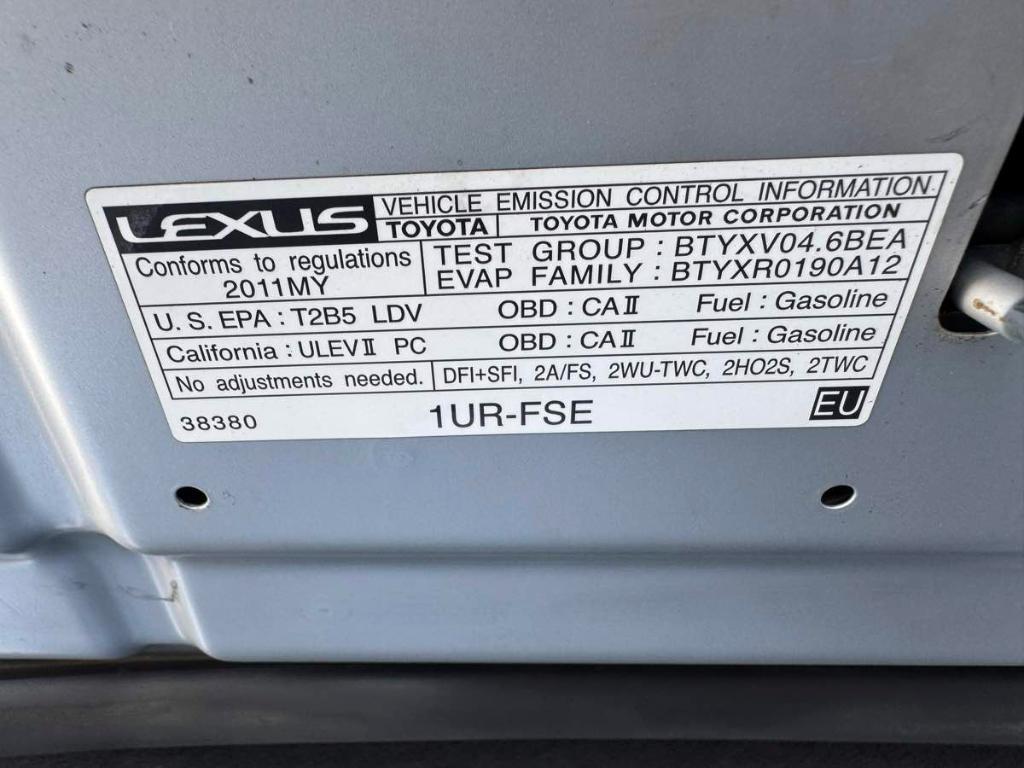 LEXUS VEHICLE EMISSION CONTROL INFORMATION
TOYOTA TOYOTA MOTOR CORPORATION
Conforms to regulations
2011MY
TEST GROUP : BTYXV04.6BEA
EVAP FAMILY : BTYXR0190A12
U.S. EPA : T2B5 LDV OBD : CAⅡ Fuel : Gasoline
California : ULEVⅡ PC OBD : CAⅡ Fuel : Gasoline
No adjustments needed. DFI+SFI, 2A/FS, 2WU-TWC, 2HO2S, 2TWC
38380 1UR-FSE EU